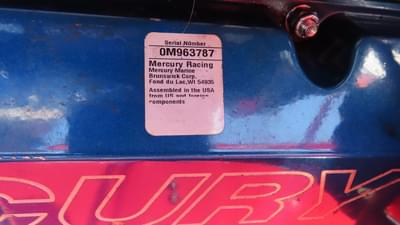 Serial Number
0M963787
Mercury Racing
Mercury Marine
Brunswick Corp.
Fond du Lac,WI 54935
Assembled in the USA
from US and foreign
components
CURY